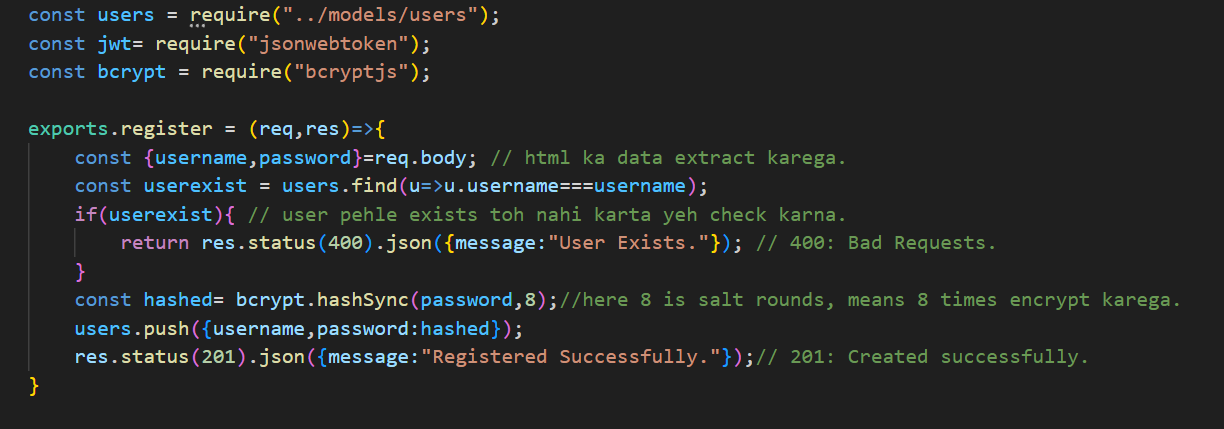 const users = require("../models/users");
const jwt= require("jsonwebtoken");
const bcrypt = require("bcryptjs");
exports.register = (req,res)=>{
    const {username,password}=req.body; // html ka data extract karega.
    const userexist = users.find(u=>u.username===username);
    if(userexist){ // user pehle exists toh nahi karta yeh check karna.
        return res.status(400).json({message:"User Exists."}); // 400: Bad Requests.
    }
    const hashed= bcrypt.hashSync(password,8);//here 8 is salt rounds, means 8 times encrypt karega.
    users.push({username,password:hashed});
    res.status(201).json({message:"Registered Successfully."});// 201: Created successfully.
}